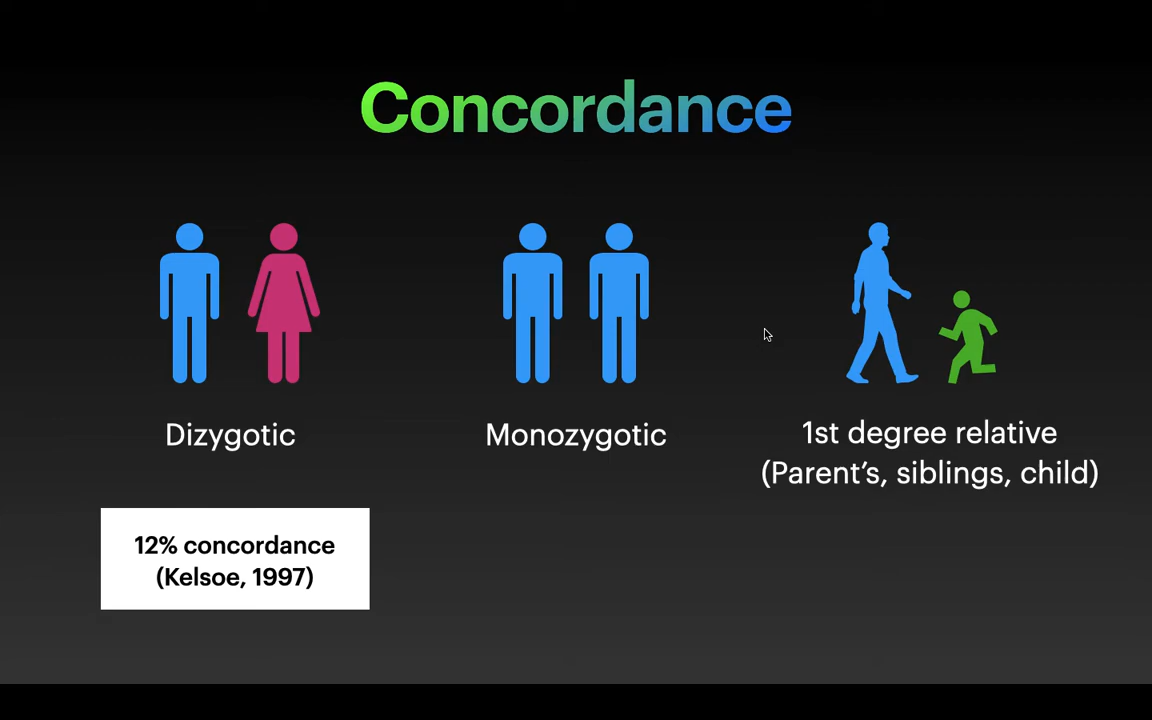 Concordance
Dizygotic
Monozygotic
1st degree relative
(Parent’s, siblings, child)
12% concordance
(Kelsoe, 1997)